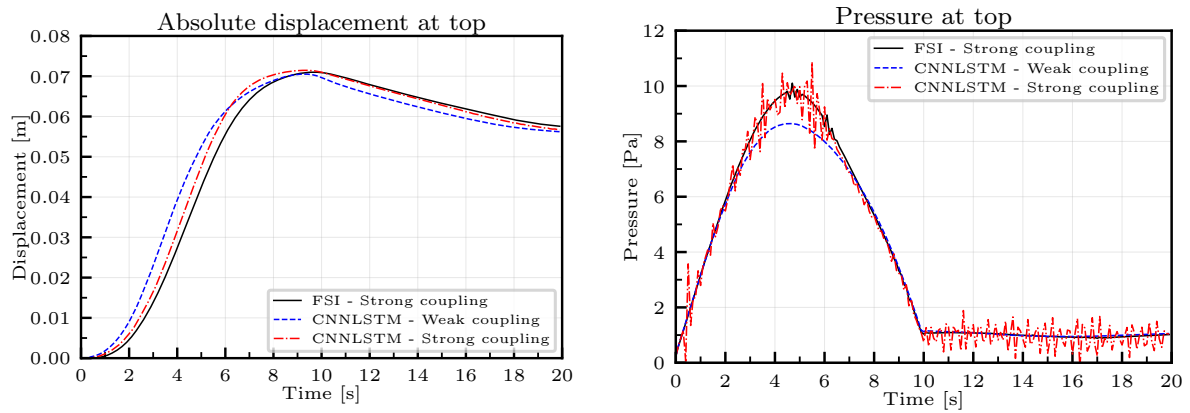 Absolute displacement at top
0.08
0.07
0.06
0.05
0.04
0.03
0.02
0.01
0.00
Displacement [m]
FSI - Strong coupling
CNNLSTM - Weak coupling
CNNLSTM - Strong coupling
0 2 4 6 8 10 12 14 16 18 20
Time [s]
Pressure at top
12
10
8
6
4
2
0
Pressure [Pa]
FSI - Strong coupling
CNNLSTM - Weak coupling
CNNLSTM - Strong coupling
0 2 4 6 8 10 12 14 16 18 20
Time [s]